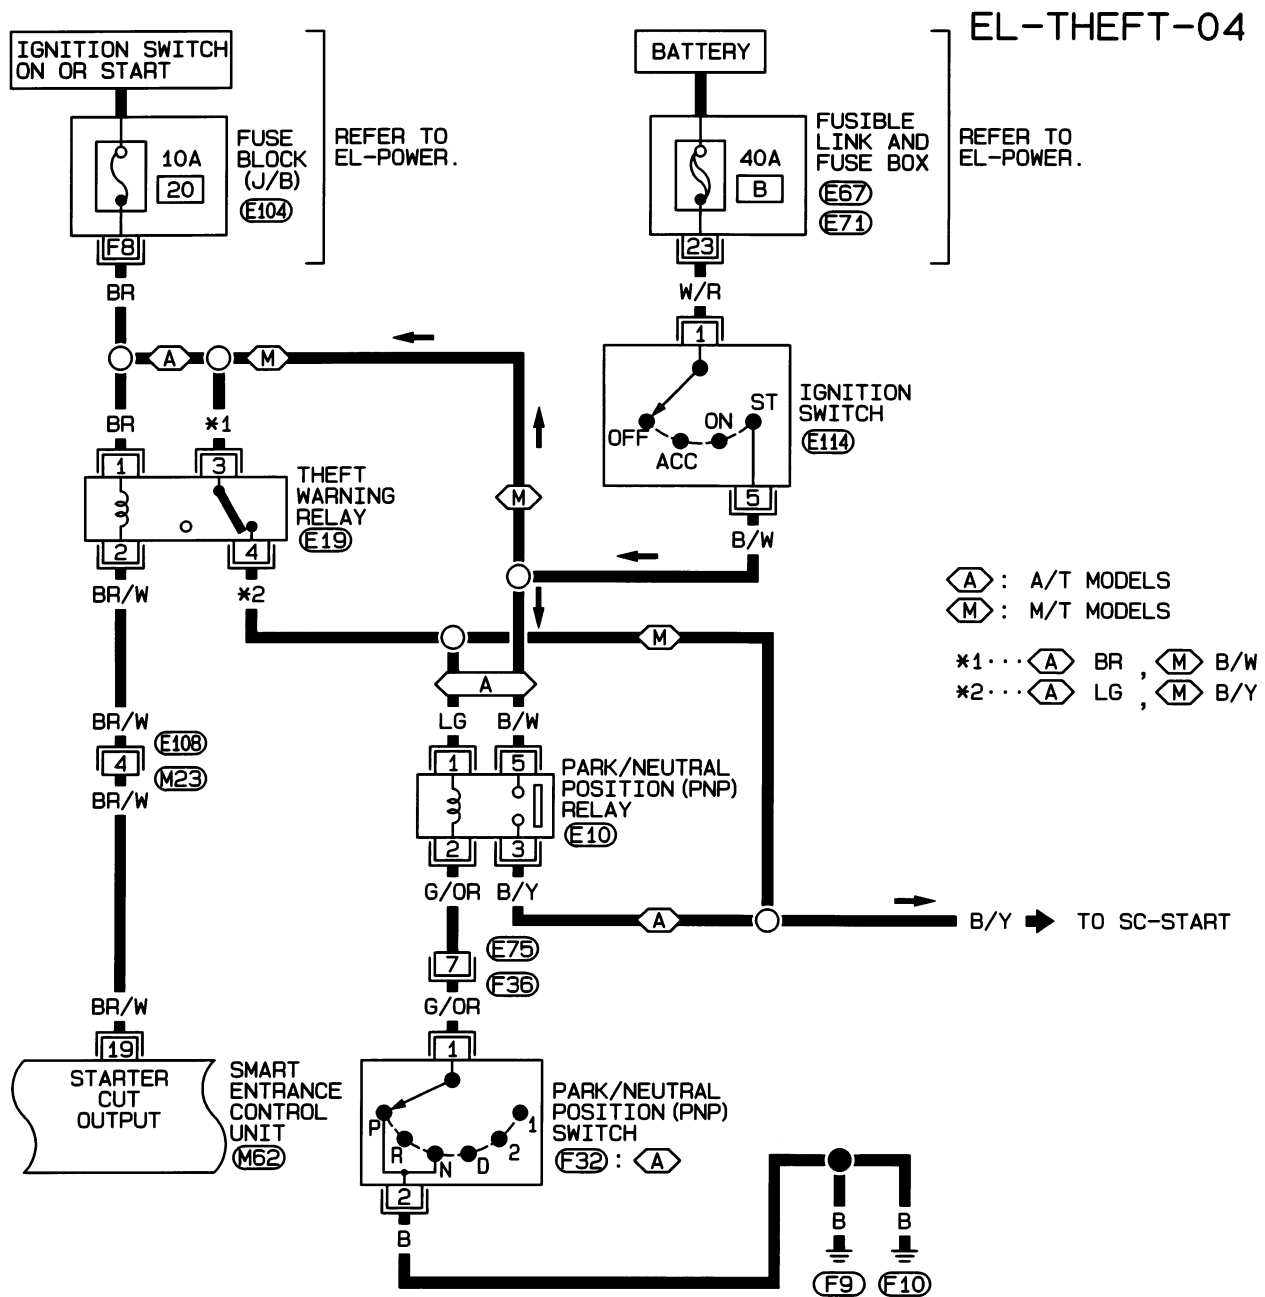 EL-THEFT-04
IGNITION SWITCH
ON OR START
FUSE
BLOCK
(J/B)
E104
10A
20
F8
REFER TO
EL-POWER.
BATTERY
FUSIBLE
LINK AND
FUSE BOX
E67
E71
40A
B
23
REFER TO
EL-POWER.
BR
W/R
1
A
M
IGNITION
SWITCH
E114
OFF
ACC
ON
ST
5
B/W
BR
*1
1
3
THEFT
WARNING
RELAY
E19
2
4
M
BR/W
*2
M
A
A : A/T MODELS
M : M/T MODELS
*1··· A BR , M B/W
*2··· A LG , M B/Y
LG
B/W
BR/W
4
E108
M23
BR/W
1
5
PARK/NEUTRAL
POSITION (PNP)
RELAY
E10
2
3
G/OR
B/Y
A
B/Y
TO SC-START
7
E75
F36
BR/W
G/OR
19
STARTER
CUT
OUTPUT
SMART
ENTRANCE
CONTROL
UNIT
M62
1
P
R
N
D
2
1
PARK/NEUTRAL
POSITION (PNP)
SWITCH
F32 : A
2
B
B
B
F9
F10